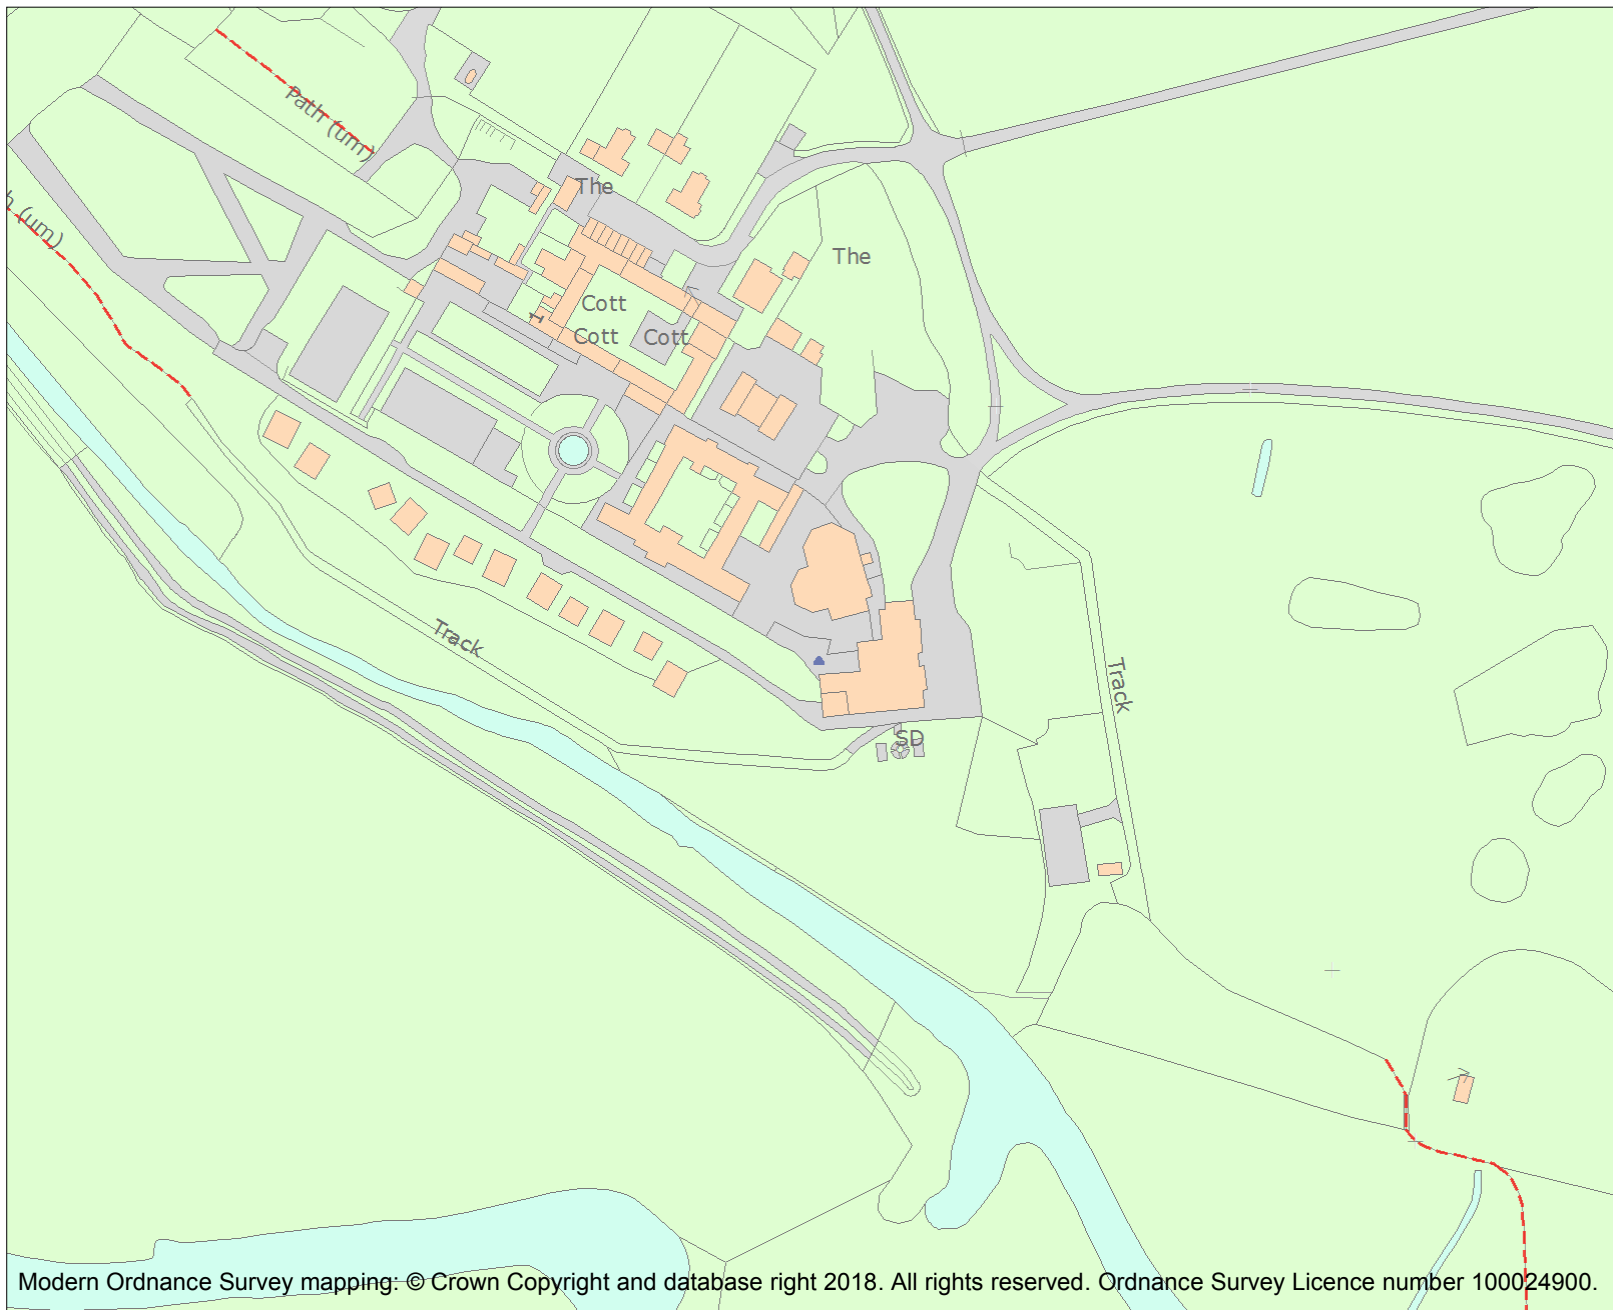 Path (um)
The
h (um)
The
Cott
1
Cott
Cott
Track
Track
SD
Modern Ordnance Survey mapping: © Crown Copyright and database right 2018. All rights reserved. Ordnance Survey Licence number 100024900.